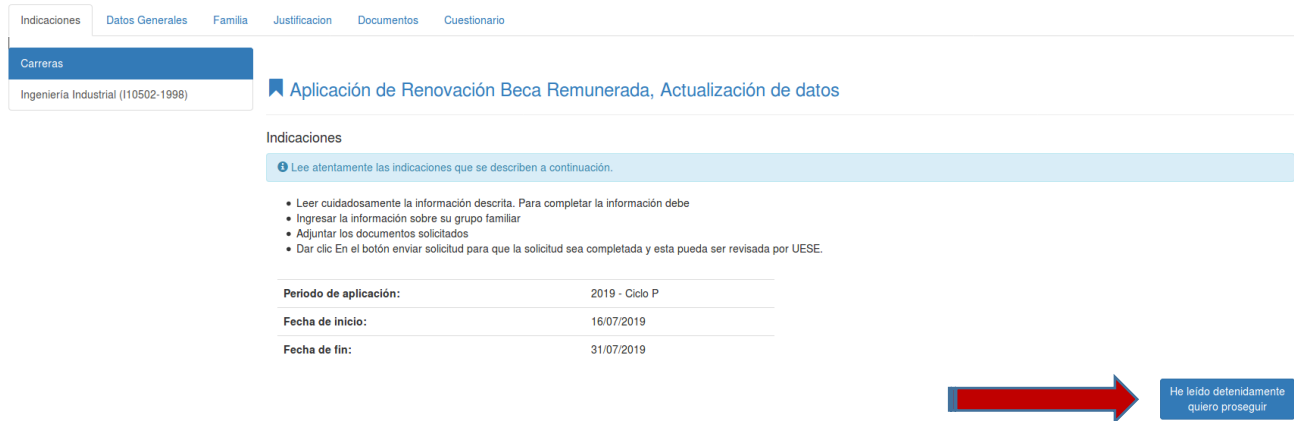 Indicaciones Datos Generales Familia Justificacion Documentos Cuestionario
Carreras
Ingeniería Industrial (I10502-1998)
Aplicación de Renovación Beca Remunerada, Actualización de datos
Indicaciones
Lee atentamente las indicaciones que se describen a continuación.
Leer cuidadosamente la información descrita. Para completar la información debe
Ingresar la información sobre su grupo familiar
Adjuntar los documentos solicitados
Dar clic En el botón enviar solicitud para que la solicitud sea completada y esta pueda ser revisada por UESE.
Periodo de aplicación: 2019 - Ciclo P
Fecha de inicio: 16/07/2019
Fecha de fin: 31/07/2019
He leído detenidamente
quiero proseguir